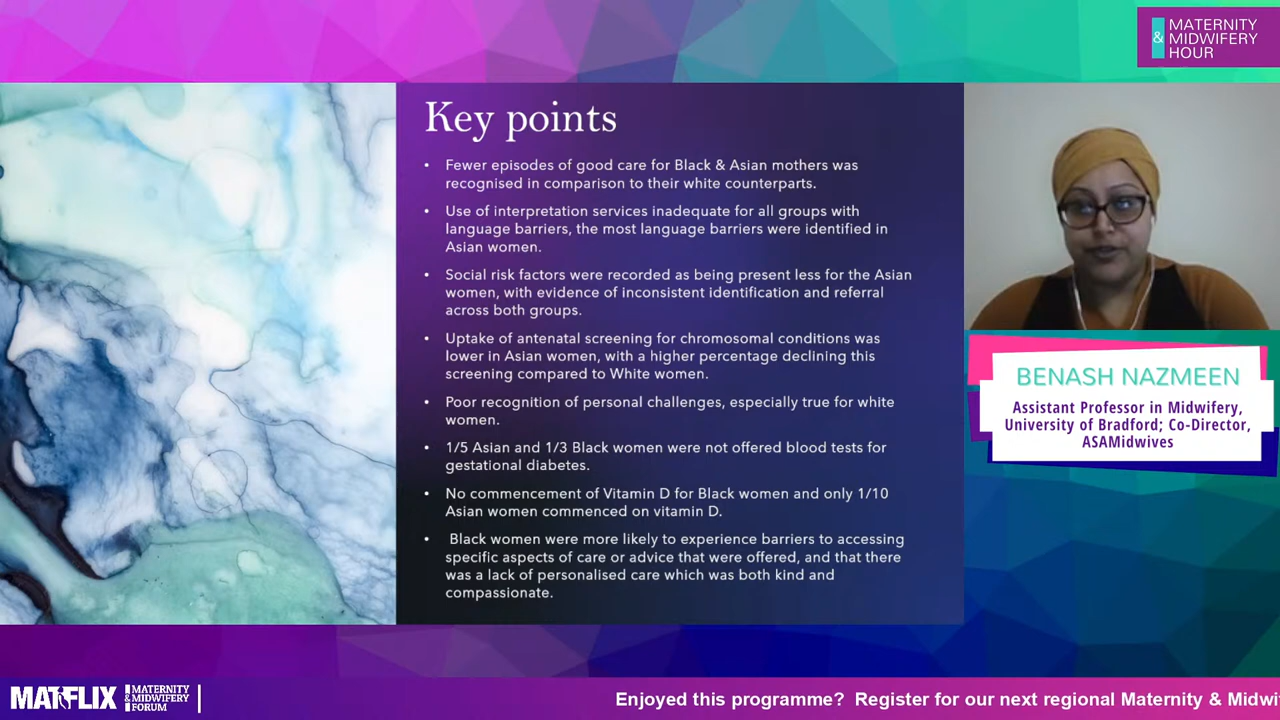 & MATERNITY
MIDWIFERY
HOUR
Key points
• Fewer episodes of good care for Black & Asian mothers was
recognised in comparison to their white counterparts.
• Use of interpretation services inadequate for all groups with
language barriers, the most language barriers were identified in
Asian women.
• Social risk factors were recorded as being present less for the Asian
women, with evidence of inconsistent identification and referral
across both groups.
• Uptake of antenatal screening for chromosomal conditions was
lower in Asian women, with a higher percentage declining this
screening compared to White women.
• Poor recognition of personal challenges, especially true for white
women.
• 1/5 Asian and 1/3 Black women were not offered blood tests for
gestational diabetes.
• No commencement of Vitamin D for Black women and only 1/10
Asian women commenced on vitamin D.
• Black women were more likely to experience barriers to accessing
specific aspects of care or advice that were offered, and that there
was a lack of personalised care which was both kind and
compassionate.
BENASH NAZMEEN
Assistant Professor in Midwifery,
University of Bradford; Co-Director,
ASAMidwives
MATFLIX
MATERNITY
& MIDWIFERY
FORUM
Enjoyed this programme? Register for our next regional Maternity & Midwi